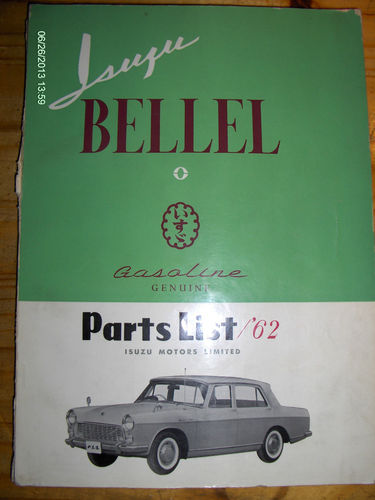 06/26/2013 13:59
Isuzu
BELLEL
いすゞ
Gasoline
GENUINE
Parts List/'62
ISUZU MOTORS LIMITED